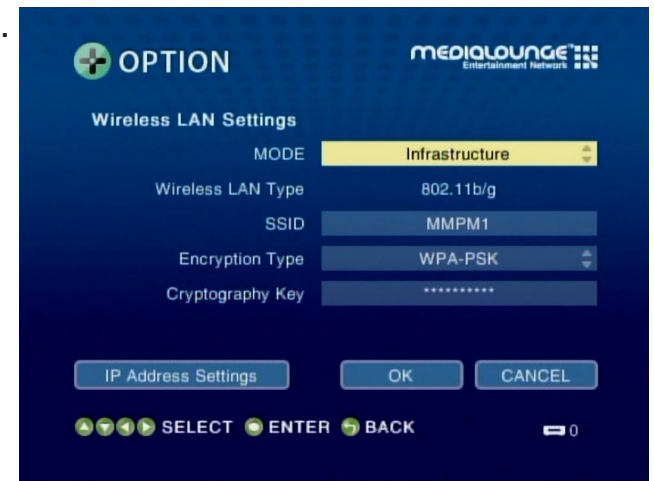 .
OPTION
MEDIALOUNGE™
Entertainment Network
Wireless LAN Settings
MODE Infrastructure
Wireless LAN Type 802.11b/g
SSID MMPM1
Encryption Type WPA-PSK
Cryptography Key **********
IP Address Settings OK CANCEL
SELECT ENTER BACK 0